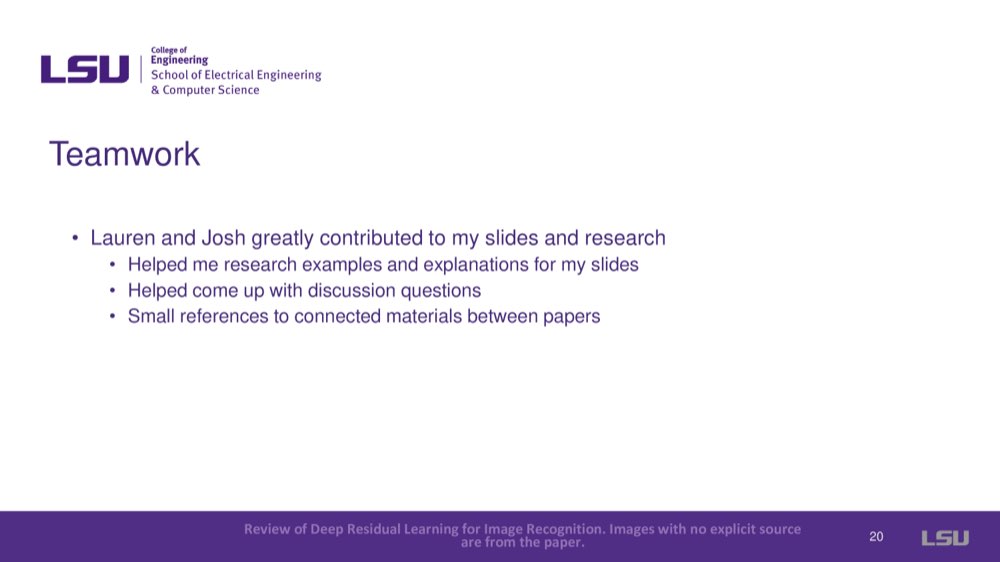 LSU
College of
Engineering
School of Electrical Engineering
& Computer Science
Teamwork
• Lauren and Josh greatly contributed to my slides and research
• Helped me research examples and explanations for my slides
• Helped come up with discussion questions
• Small references to connected materials between papers
Review of Deep Residual Learning for Image Recognition. Images with no explicit source
are from the paper.
20
LSU